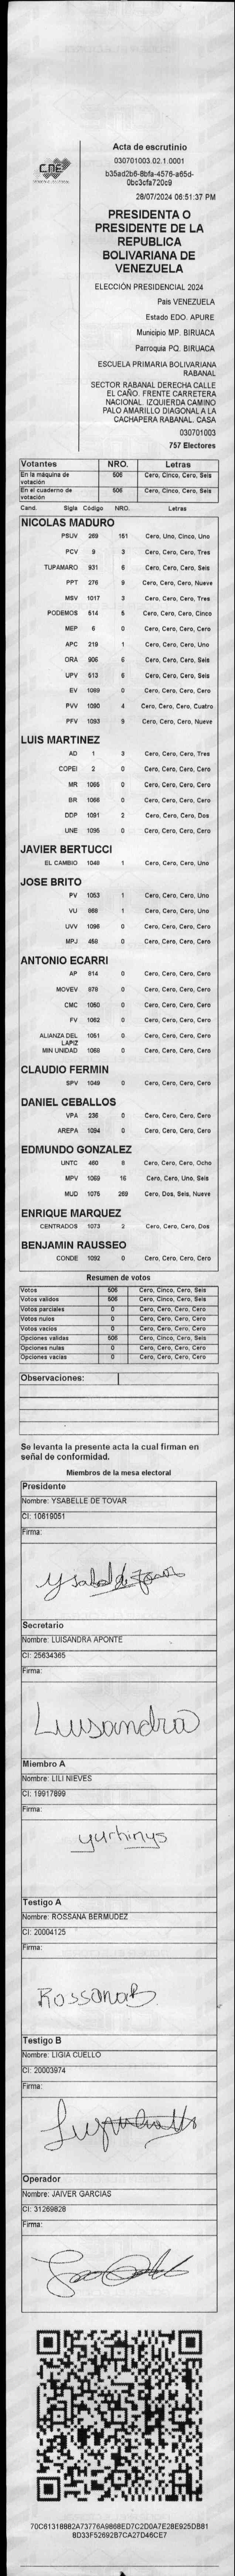 Acta de escrutinio
030701003.02.1.0001
b35ad2b6-8bfa-4576-a65d-
0bc3cfa720c9
28/07/2024 06:51:37 PM
CNE
PRESIDENTA O
PRESIDENTE DE LA
REPUBLICA
BOLIVARIANA DE
VENEZUELA
ELECCIÓN PRESIDENCIAL 2024
País VENEZUELA
Estado EDO. APURE
Municipio MP. BIRUACA
Parroquia PQ. BIRUACA
ESCUELA PRIMARIA BOLIVARIANA
RABANAL
SECTOR RABANAL DERECHA CALLE
EL CAÑO. FRENTE CARRETERA
NACIONAL. IZQUIERDA CAMINO
PALO AMARILLO DIAGONAL A LA
CACHAPERA RABANAL. CASA
030701003
757 Electores
Votantes NRO. Letras
En la máquina de votación 506 Cero, Cinco, Cero, Seis
En el cuaderno de votación 506 Cero, Cinco, Cero, Seis
Cand. Sigla Código NRO. Letras
NICOLAS MADURO
PSUV 269 151 Cero, Uno, Cinco, Uno
PCV 9 3 Cero, Cero, Cero, Tres
TUPAMARO 931 6 Cero, Cero, Cero, Seis
PPT 276 9 Cero, Cero, Cero, Nueve
MSV 1017 3 Cero, Cero, Cero, Tres
PODEMOS 514 5 Cero, Cero, Cero, Cinco
MEP 6 0 Cero, Cero, Cero, Cero
APC 219 1 Cero, Cero, Cero, Uno
ORA 906 6 Cero, Cero, Cero, Seis
UPV 513 6 Cero, Cero, Cero, Seis
EV 1089 0 Cero, Cero, Cero, Cero
PVV 1090 4 Cero, Cero, Cero, Cuatro
PFV 1093 9 Cero, Cero, Cero, Nueve
LUIS MARTINEZ
AD 1 3 Cero, Cero, Cero, Tres
COPEI 2 0 Cero, Cero, Cero, Cero
MR 1065 0 Cero, Cero, Cero, Cero
BR 1066 0 Cero, Cero, Cero, Cero
DDP 1091 2 Cero, Cero, Cero, Dos
UNE 1095 0 Cero, Cero, Cero, Cero
JAVIER BERTUCCI
EL CAMBIO 1048 1 Cero, Cero, Cero, Uno
JOSE BRITO
PV 1053 1 Cero, Cero, Cero, Uno
VU 868 1 Cero, Cero, Cero, Uno
UVV 1096 0 Cero, Cero, Cero, Cero
MPJ 459 0 Cero, Cero, Cero, Cero
ANTONIO ECARRI
AP 814 0 Cero, Cero, Cero, Cero
MOVEV 979 0 Cero, Cero, Cero, Cero
CMC 1050 0 Cero, Cero, Cero, Cero
FV 1062 0 Cero, Cero, Cero, Cero
ALIANZA DEL LAPIZ 1051 0 Cero, Cero, Cero, Cero
MIN UNIDAD 1068 0 Cero, Cero, Cero, Cero
CLAUDIO FERMIN
SPV 1049 0 Cero, Cero, Cero, Cero
DANIEL CEBALLOS
VPA 236 0 Cero, Cero, Cero, Cero
AREPA 1094 0 Cero, Cero, Cero, Cero
EDMUNDO GONZALEZ
UNTC 460 8 Cero, Cero, Cero, Ocho
MPV 1069 16 Cero, Cero, Uno, Seis
MUD 1075 269 Cero, Dos, Seis, Nueve
ENRIQUE MARQUEZ
CENTRADOS 1073 2 Cero, Cero, Cero, Dos
BENJAMIN RAUSSEO
CONDE 1092 0 Cero, Cero, Cero, Cero
Resumen de votos
Votos 506 Cero, Cinco, Cero, Seis
Votos validos 506 Cero, Cinco, Cero, Seis
Votos parciales 0 Cero, Cero, Cero, Cero
Votos nulos 0 Cero, Cero, Cero, Cero
Votos vacios 0 Cero, Cero, Cero, Cero
Opciones validas 506 Cero, Cinco, Cero, Seis
Opciones nulas 0 Cero, Cero, Cero, Cero
Opciones vacias 0 Cero, Cero, Cero, Cero
Observaciones:
Se levanta la presente acta la cual firman en
señal de conformidad.
Miembros de la mesa electoral
Presidente
Nombre: YSABELLE DE TOVAR
CI: 10619051
Firma:
Ysabel de Tovar
Secretario
Nombre: LUISANDRA APONTE
CI: 25634365
Firma:
Luisandra
Miembro A
Nombre: LILI NIEVES
CI: 19917899
Firma:
yurhinys
Testigo A
Nombre: ROSSANA BERMUDEZ
CI: 20004125
Firma:
RossanaB
Testigo B
Nombre: LIGIA CUELLO
CI: 20003974
Firma:
Operador
Nombre: JAIVER GARCIAS
CI: 31269828
Firma:
70C61318882A73776A9868ED7C2D0A7E28E925DB81
8D33F52692B7CA27D46CE7